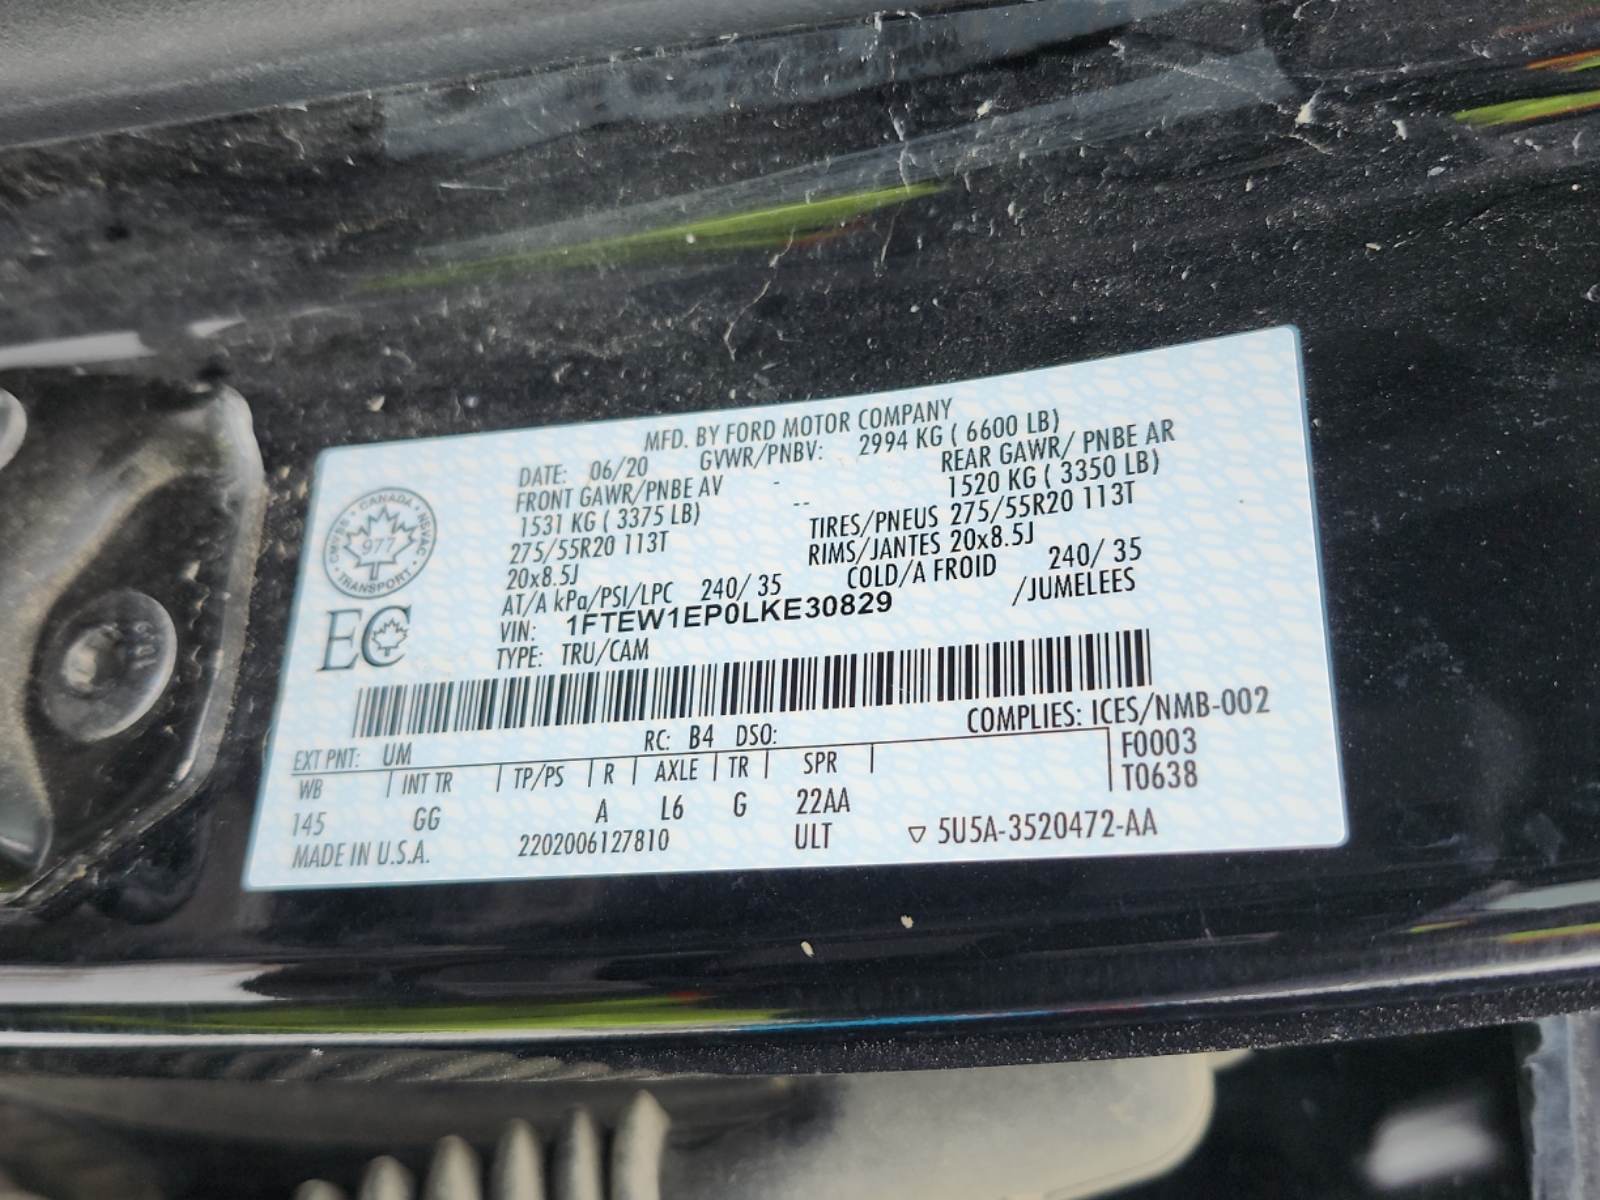 MFD. BY FORD MOTOR COMPANY
DATE: 06/20 GVWR/PNBV: 2994 KG ( 6600 LB)
FRONT GAWR/PNBE AV - REAR GAWR/ PNBE AR
1531 KG ( 3375 LB) -- 1520 KG ( 3350 LB)
275/55R20 113T TIRES/PNEUS 275/55R20 113T
20x8.5J RIMS/JANTES 20x8.5J
AT/A kPa/PSI/LPC 240/ 35 COLD/A FROID 240/ 35
VIN: 1FTEW1EP0LKE30829 /JUMELEES
TYPE: TRU/CAM
CANADA
CMVSS NSVAC
977
TRANSPORT
EC
COMPLIES: ICES/NMB-002
EXT PNT: UM RC: B4 DSO:
WB | INT TR | TP/PS | R | AXLE | TR | SPR | F0003
145 GG A L6 G 22AA T0638
MADE IN U.S.A. 2202006127810 ULT ▽ 5U5A-3520472-AA
10.9